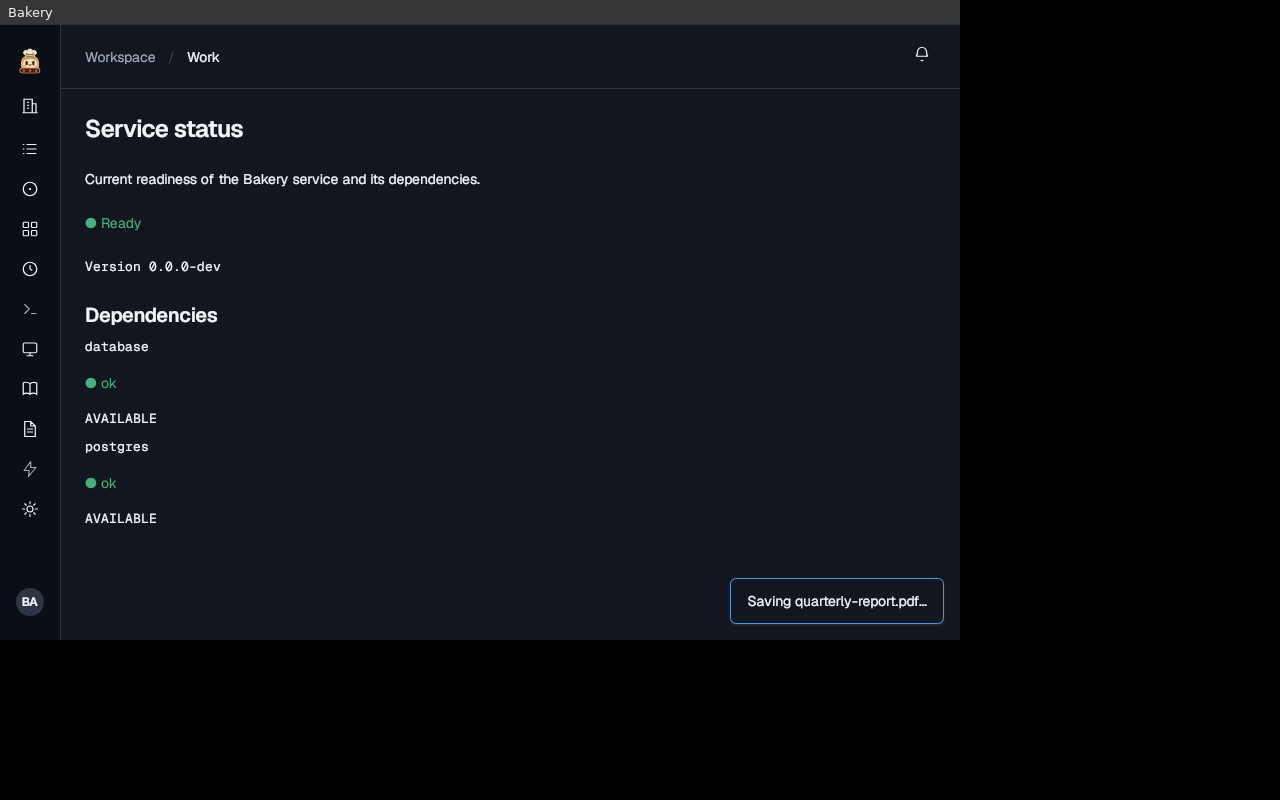 Bakery
Workspace / Work
Service status
Current readiness of the Bakery service and its dependencies.
Ready
Version 0.0.0-dev
Dependencies
database
ok
AVAILABLE
postgres
ok
AVAILABLE
BA
Saving quarterly-report.pdf…